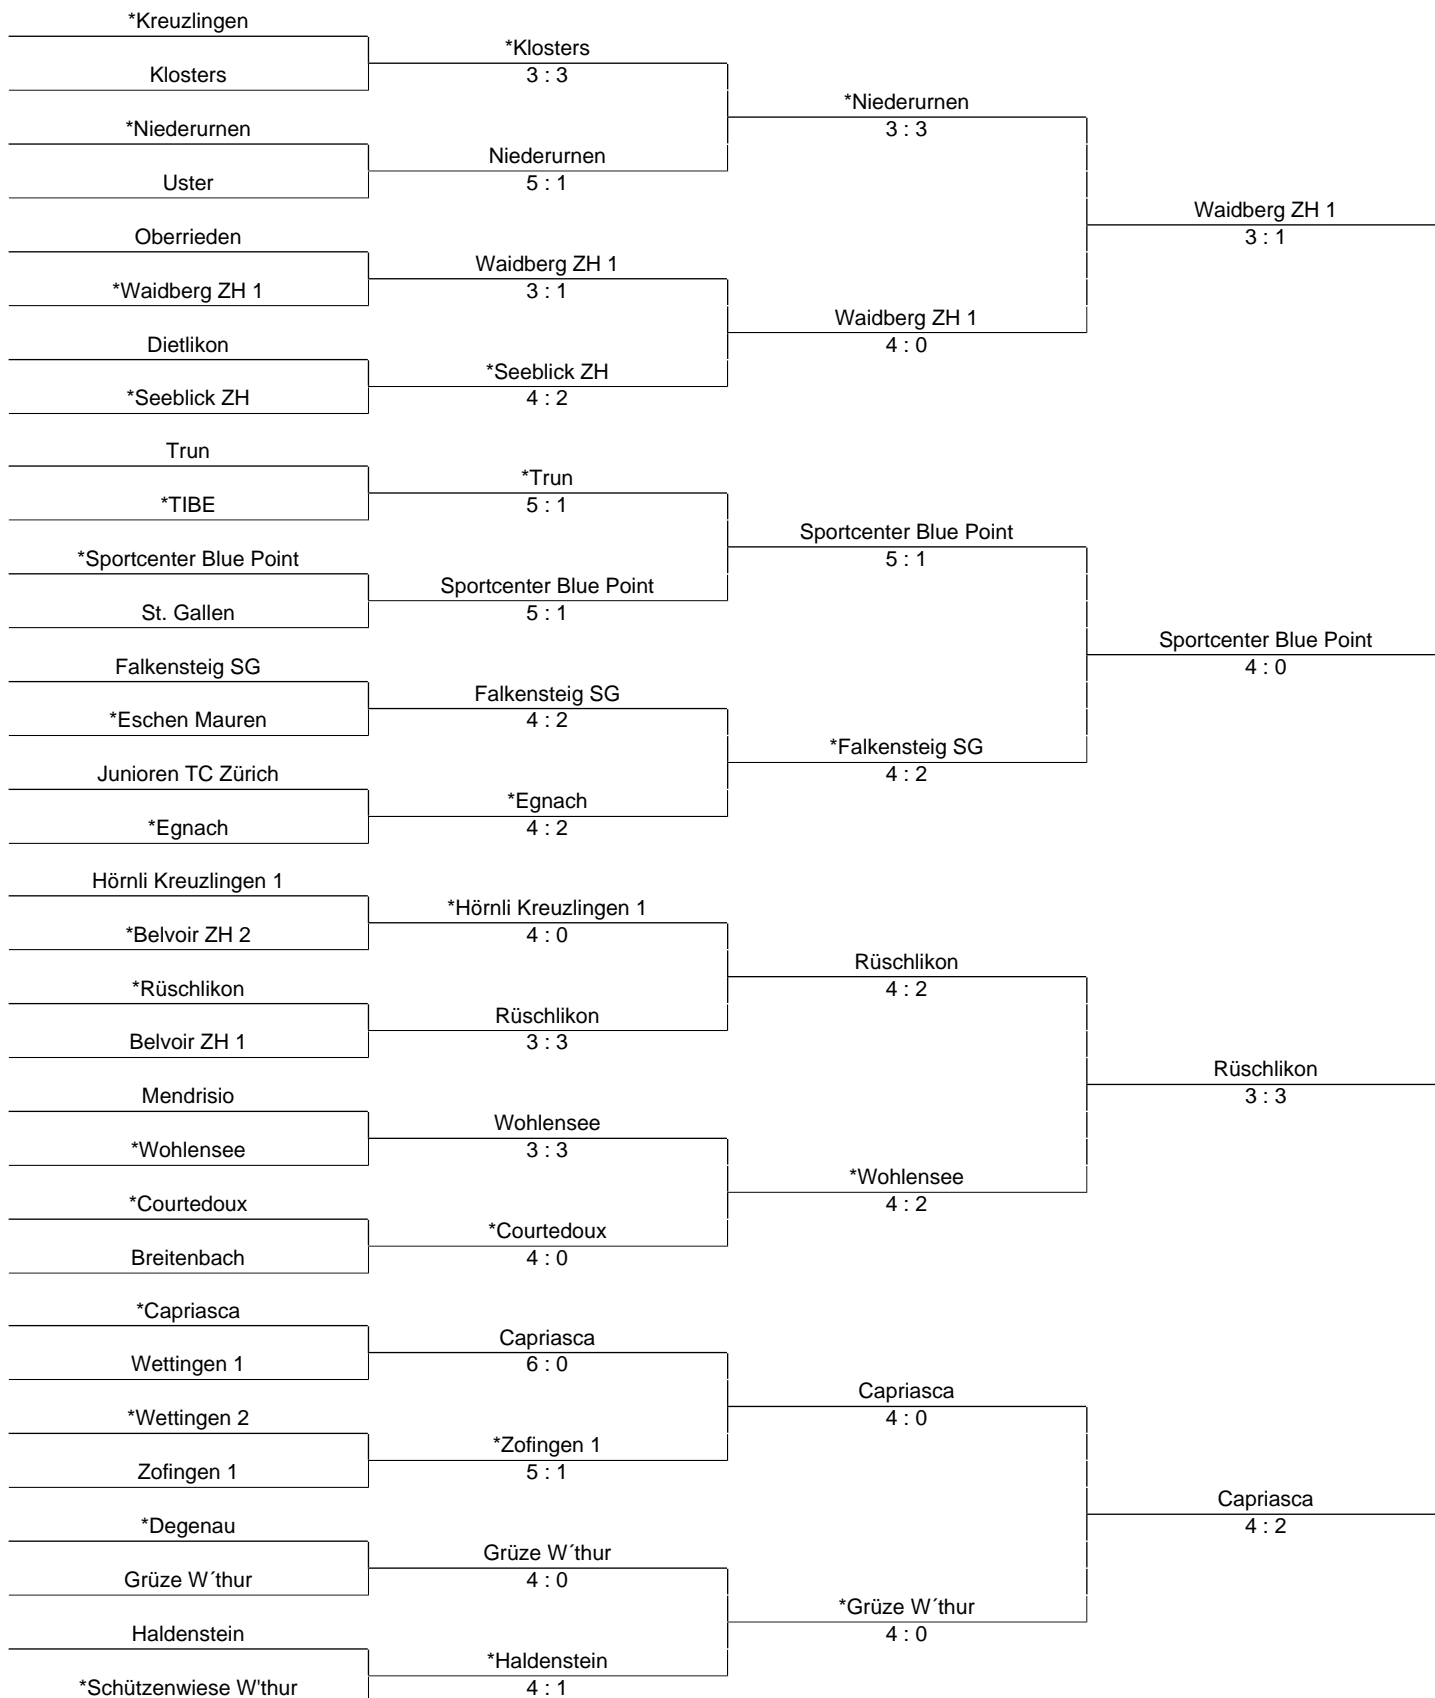 *Kreuzlingen
Klosters
*Niederurnen
Uster
Oberrieden
*Waidberg ZH 1
Dietlikon
*Seeblick ZH
Trun
*TIBE
*Sportcenter Blue Point
St. Gallen
Falkensteig SG
*Eschen Mauren
Junioren TC Zürich
*Egnach
Hörnli Kreuzlingen 1
*Belvoir ZH 2
*Rüschlikon
Belvoir ZH 1
Mendrisio
*Wohlensee
*Courtedoux
Breitenbach
*Capriasca
Wettingen 1
*Wettingen 2
Zofingen 1
*Degenau
Grüze W´thur
Haldenstein
*Schützenwiese W'thur
*Klosters
3 : 3
Niederurnen
5 : 1
Waidberg ZH 1
3 : 1
*Seeblick ZH
4 : 2
*Trun
5 : 1
Sportcenter Blue Point
5 : 1
Falkensteig SG
4 : 2
*Egnach
4 : 2
*Hörnli Kreuzlingen 1
4 : 0
Rüschlikon
3 : 3
Wohlensee
3 : 3
*Courtedoux
4 : 0
Capriasca
6 : 0
*Zofingen 1
5 : 1
Grüze W´thur
4 : 0
*Haldenstein
4 : 1
*Niederurnen
3 : 3
Waidberg ZH 1
4 : 0
Sportcenter Blue Point
5 : 1
*Falkensteig SG
4 : 2
Rüschlikon
4 : 2
*Wohlensee
4 : 2
Capriasca
4 : 0
*Grüze W´thur
4 : 0
Waidberg ZH 1
3 : 1
Sportcenter Blue Point
4 : 0
Rüschlikon
3 : 3
Capriasca
4 : 2